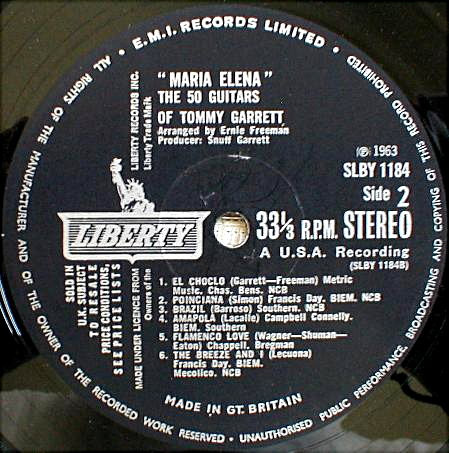 E.M.I. RECORDS LIMITED •
ALL RIGHTS OF THE MANUFACTURER AND OF THE OWNER OF THE RECORDED WORK RESERVED • UNAUTHORISED PUBLIC PERFORMANCE, BROADCASTING AND COPYING OF THIS RECORD PROHIBITED
"MARIA ELENA"
THE 50 GUITARS
OF TOMMY GARRETT
Arranged by Ernie Freeman
Producer: Snuff Garrett
LIBERTY RECORDS INC.
Liberty Trade Mark
MADE UNDER LICENCE FROM
Owners of the
LIBERTY
SOLD IN
U.K. SUBJECT
TO RESALE
PRICE CONDITIONS,
SEE PRICE LISTS
Ⓟ 1963
SLBY 1184
Side 2
33⅓ R.P.M. STEREO
A U.S.A. Recording
(SLBY 1184B)
1. EL CHOCLO (Garrett—Freeman) Metric
Music. Chas. Bens. NCB
2. POINCIANA (Simon) Francis Day. BIEM. NCB
3. BRAZIL (Barroso) Southern. NCB
4. AMAPOLA (Lacalle) Campbell Connelly.
BIEM. Southern
5. FLAMENCO LOVE (Wagner—Shuman—
Eaton) Chappell. Bregman
6. THE BREEZE AND I (Lecuona)
Francis Day. BIEM.
Mecolico. NCB
MADE IN GT. BRITAIN